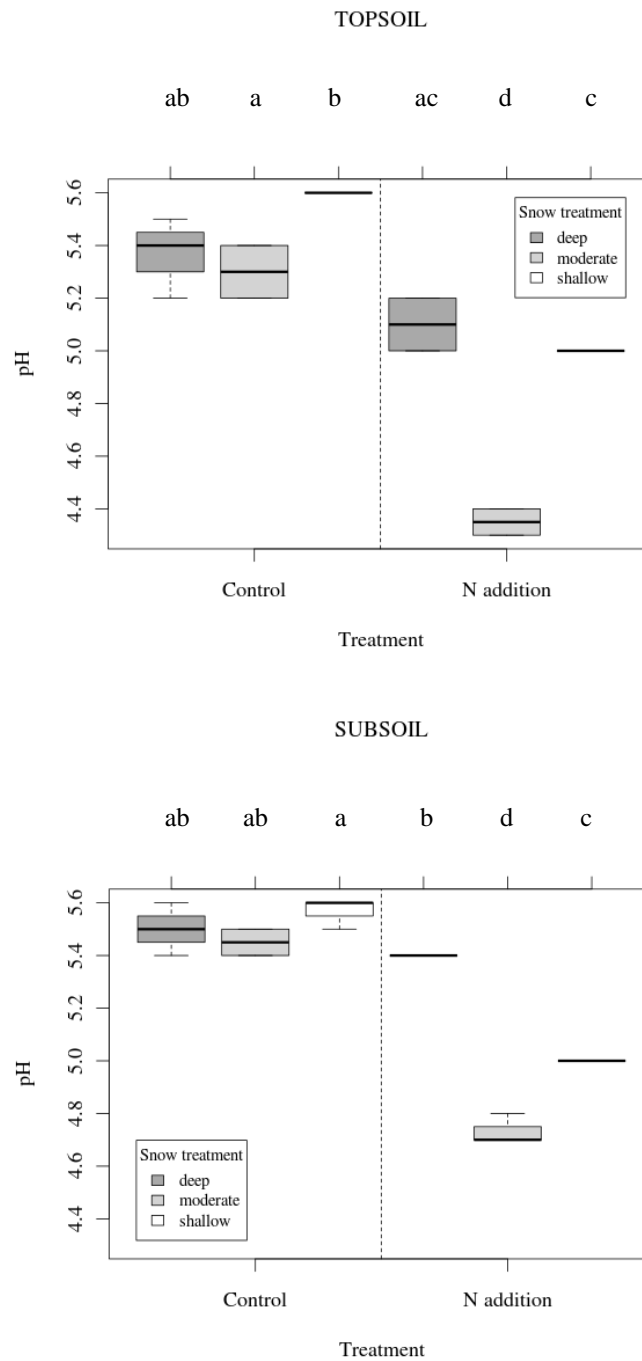 TOPSOIL
ab a b ac d c
pH
5.6
5.4
5.2
5.0
4.8
4.6
4.4
Snow treatment
deep
moderate
shallow
Control N addition
Treatment
SUBSOIL
ab ab a b d c
pH
5.6
5.4
5.2
5.0
4.8
4.6
4.4
Snow treatment
deep
moderate
shallow
Control N addition
Treatment